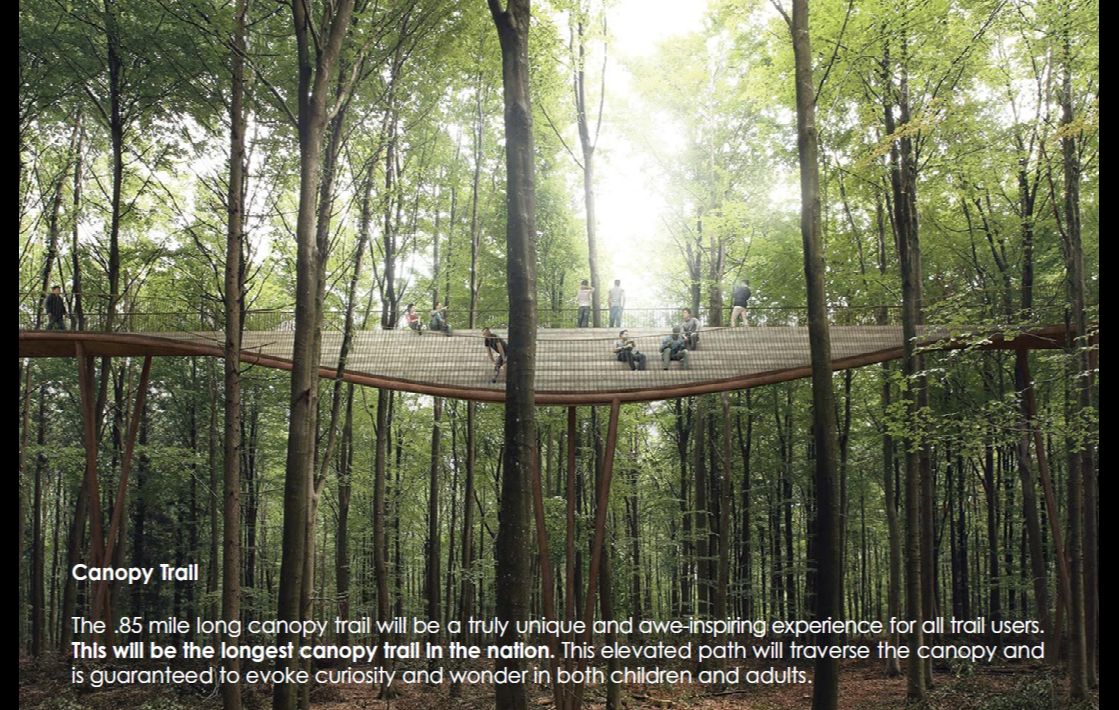 Canopy Trail
The .85 mile long canopy trail will be a truly unique and awe-inspiring experience for all trail users.
This will be the longest canopy trail in the nation. This elevated path will traverse the canopy and
is guaranteed to evoke curiosity and wonder in both children and adults.